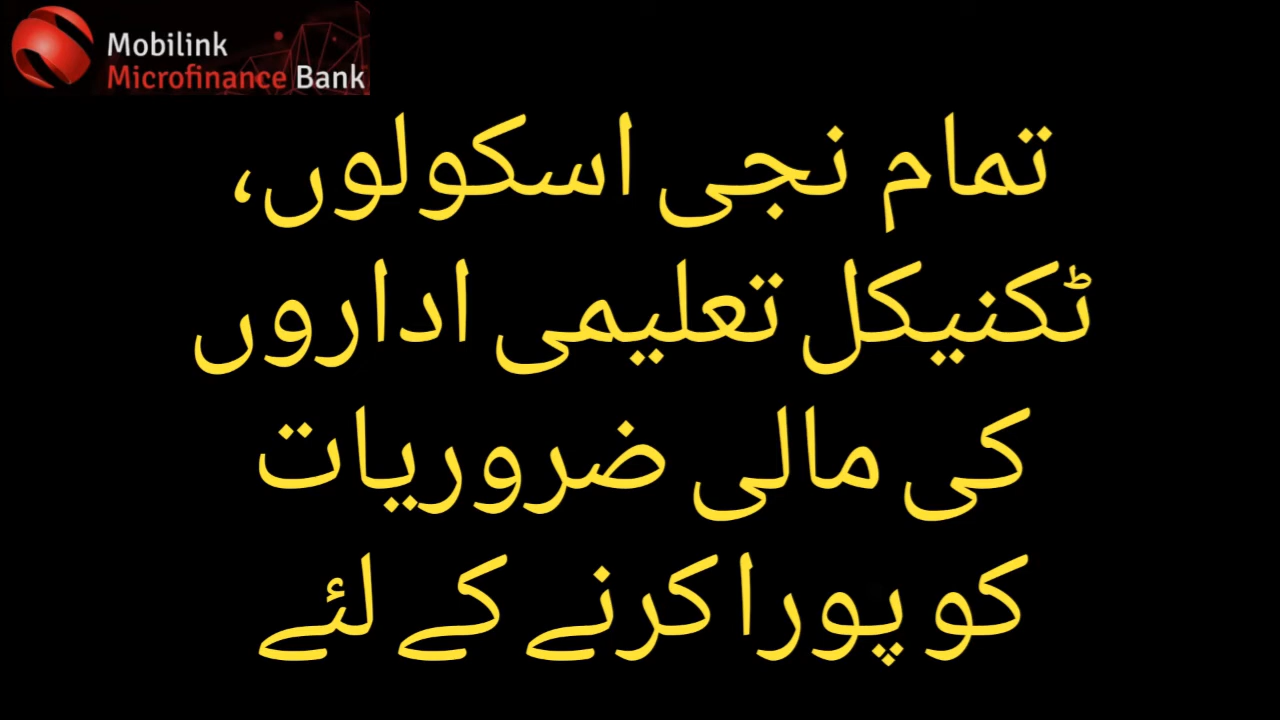 Mobilink
Microfinance Bank
تمام نجی اسکولوں،
ٹکنیکل تعلیمی اداروں
کی مالی ضروریات
کو پورا کرنے کے لئے